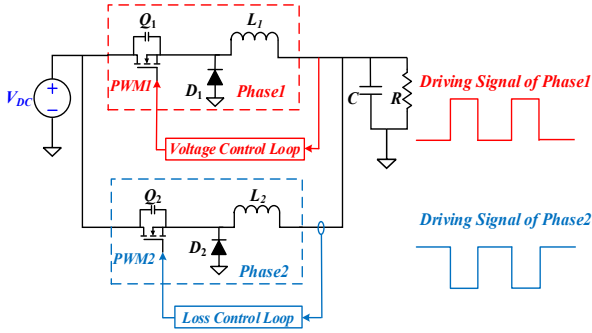 Q1
L1
VDC
PWM1
D1
Phase1
C
R
Voltage Control Loop
Driving Signal of Phase1
Q2
L2
PWM2
D2
Phase2
Loss Control Loop
Driving Signal of Phase2